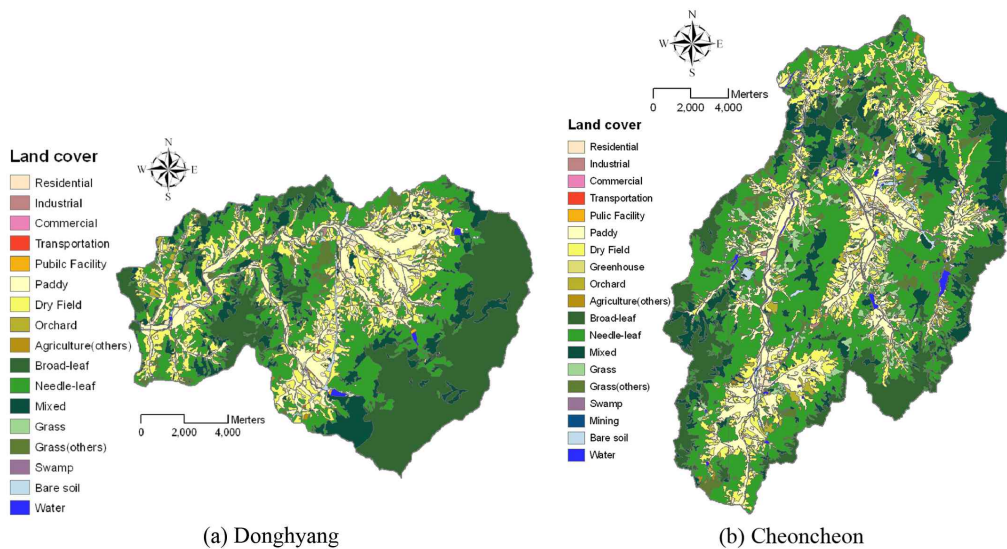 N
W E
S
Merters
0 2,000 4,000
Land cover
Residential
Industrial
Commercial
Transportation
Public Facility
Paddy
Dry Field
Orchard
Agriculture(others)
Broad-leaf
Needle-leaf
Mixed
Grass
Grass(others)
Swamp
Bare soil
Water
(a) Donghyang
N
W E
S
Merters
0 2,000 4,000
Land cover
Residential
Industrial
Commercial
Transportation
Pulic Facility
Paddy
Dry Field
Greenhouse
Orchard
Agriculture(others)
Broad-leaf
Needle-leaf
Mixed
Grass
Grass(others)
Swamp
Mining
Bare soil
Water
(b) Cheoncheon